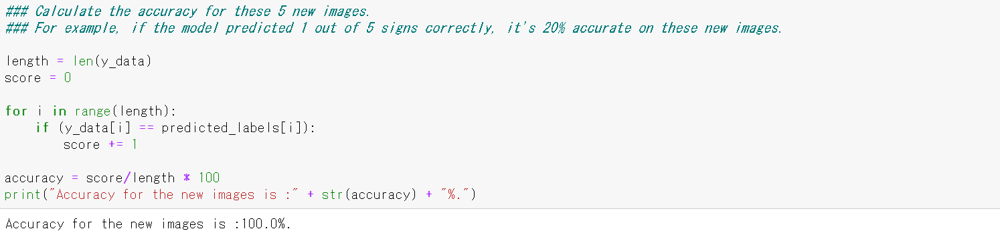 ### Calculate the accuracy for these 5 new images.
### For example, if the model predicted 1 out of 5 signs correctly, it's 20% accurate on these new images.
length = len(y_data)
score = 0
for i in range(length):
    if (y_data[i] == predicted_labels[i]):
        score += 1
accuracy = score/length * 100
print("Accuracy for the new images is :" + str(accuracy) + "%.")
Accuracy for the new images is :100.0%.